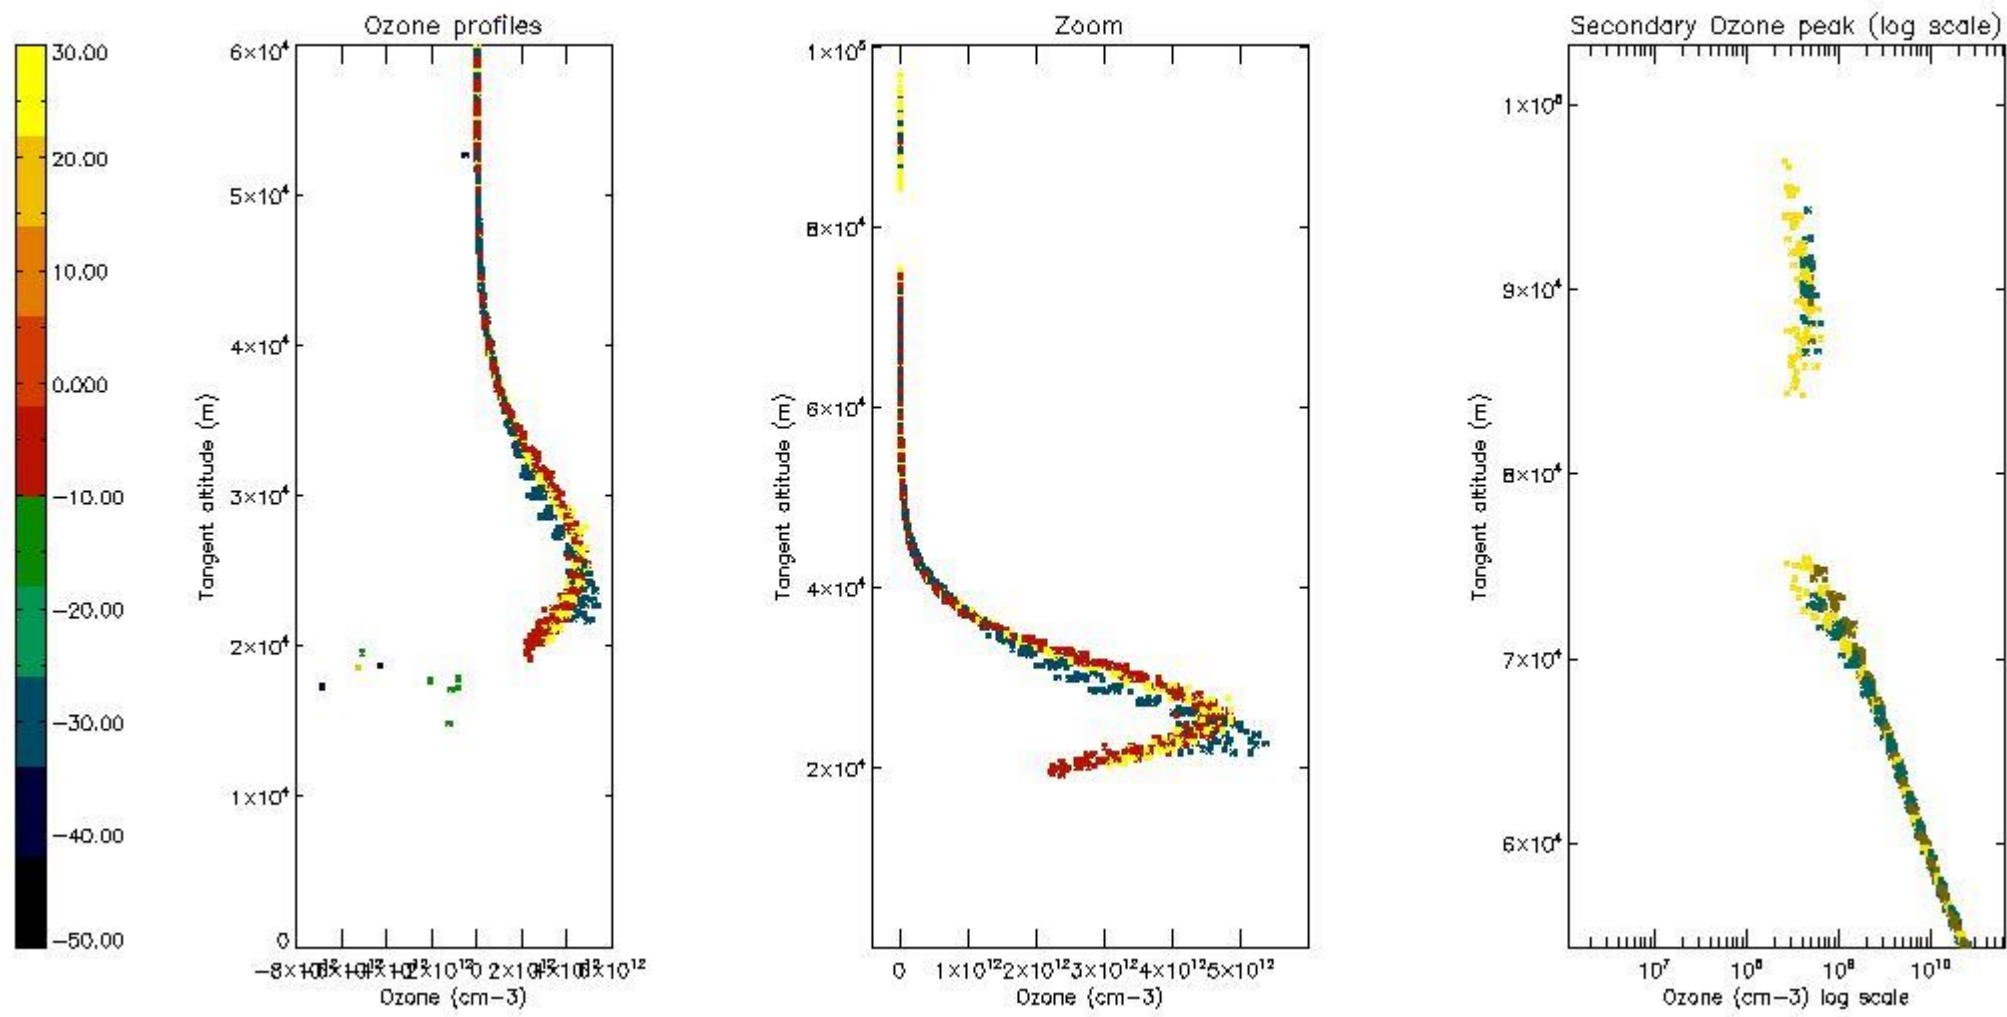 Ozone profiles
Zoom
Secondary Ozone peak (log scale)
30.00
20.00
10.00
0.000
−10.00
−20.00
−30.00
−40.00
−50.00
6×10⁴
5×10⁴
4×10⁴
3×10⁴
2×10⁴
1×10⁴
0
Tangent altitude (m)
0
6×10¹²
Ozone (cm−3)
1×10⁵
8×10⁴
6×10⁴
4×10⁴
2×10⁴
Tangent altitude (m)
0 1×10¹² 2×10¹² 3×10¹² 4×10¹² 5×10¹²
Ozone (cm−3)
9×10⁴
8×10⁴
7×10⁴
6×10⁴
Tangent altitude (m)
10⁷ 10⁸ 10⁹ 10¹⁰
Ozone (cm−3) log scale